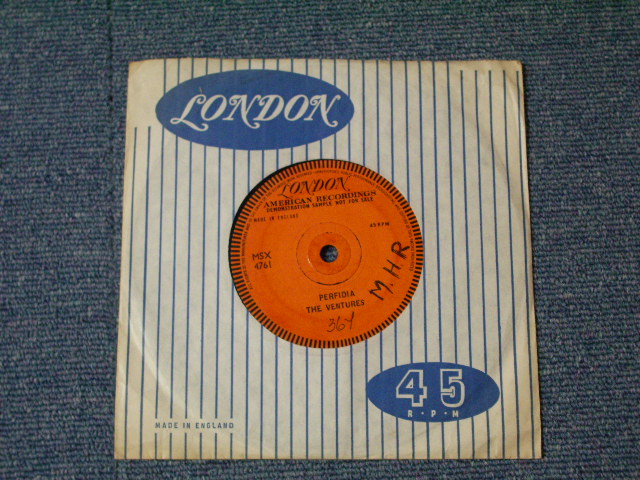 LONDON
LONDON
AMERICAN RECORDINGS
DEMONSTRATION SAMPLE NOT FOR SALE
MADE IN ENGLAND
45 RPM
MSX
4761
M.H.R
PERFIDIA
THE VENTURES
364
45
R·P·M
MADE IN ENGLAND